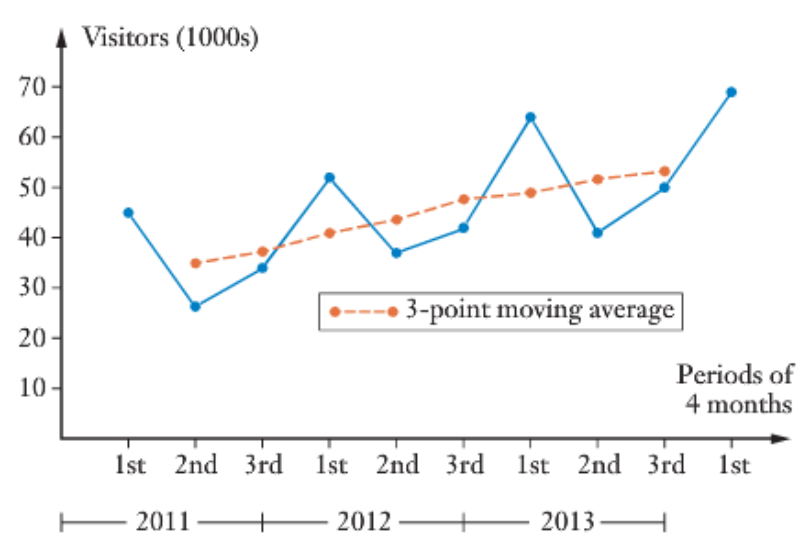 Visitors (1000s)
70
60
50
40
30
20
10
3-point moving average
Periods of
4 months
1st 2nd 3rd 1st 2nd 3rd 1st 2nd 3rd 1st
2011 2012 2013